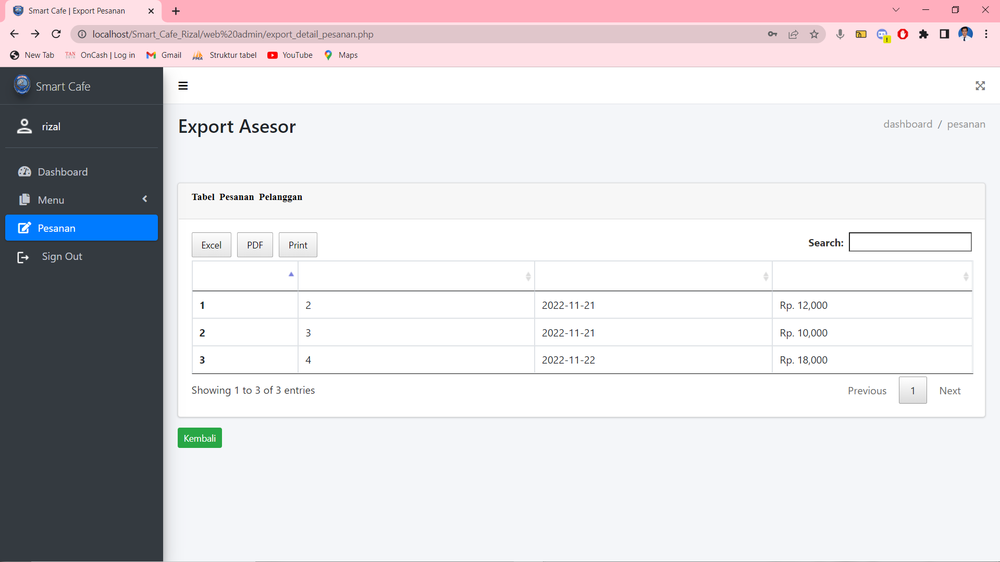 Smart Cafe | Export Pesanan
localhost/Smart_Cafe_Rizal/web%20admin/export_detail_pesanan.php
New Tab
TAN SKIN OnCash | Log in
Gmail
PMA Struktur tabel
YouTube
Maps
Smart Cafe
rizal
Dashboard
Menu
Pesanan
Sign Out
Export Asesor
dashboard / pesanan
Tabel Pesanan Pelanggan
Excel PDF Print
Search:
1 2 2022-11-21 Rp. 12,000
2 3 2022-11-21 Rp. 10,000
3 4 2022-11-22 Rp. 18,000
Showing 1 to 3 of 3 entries
Previous 1 Next
Kembali